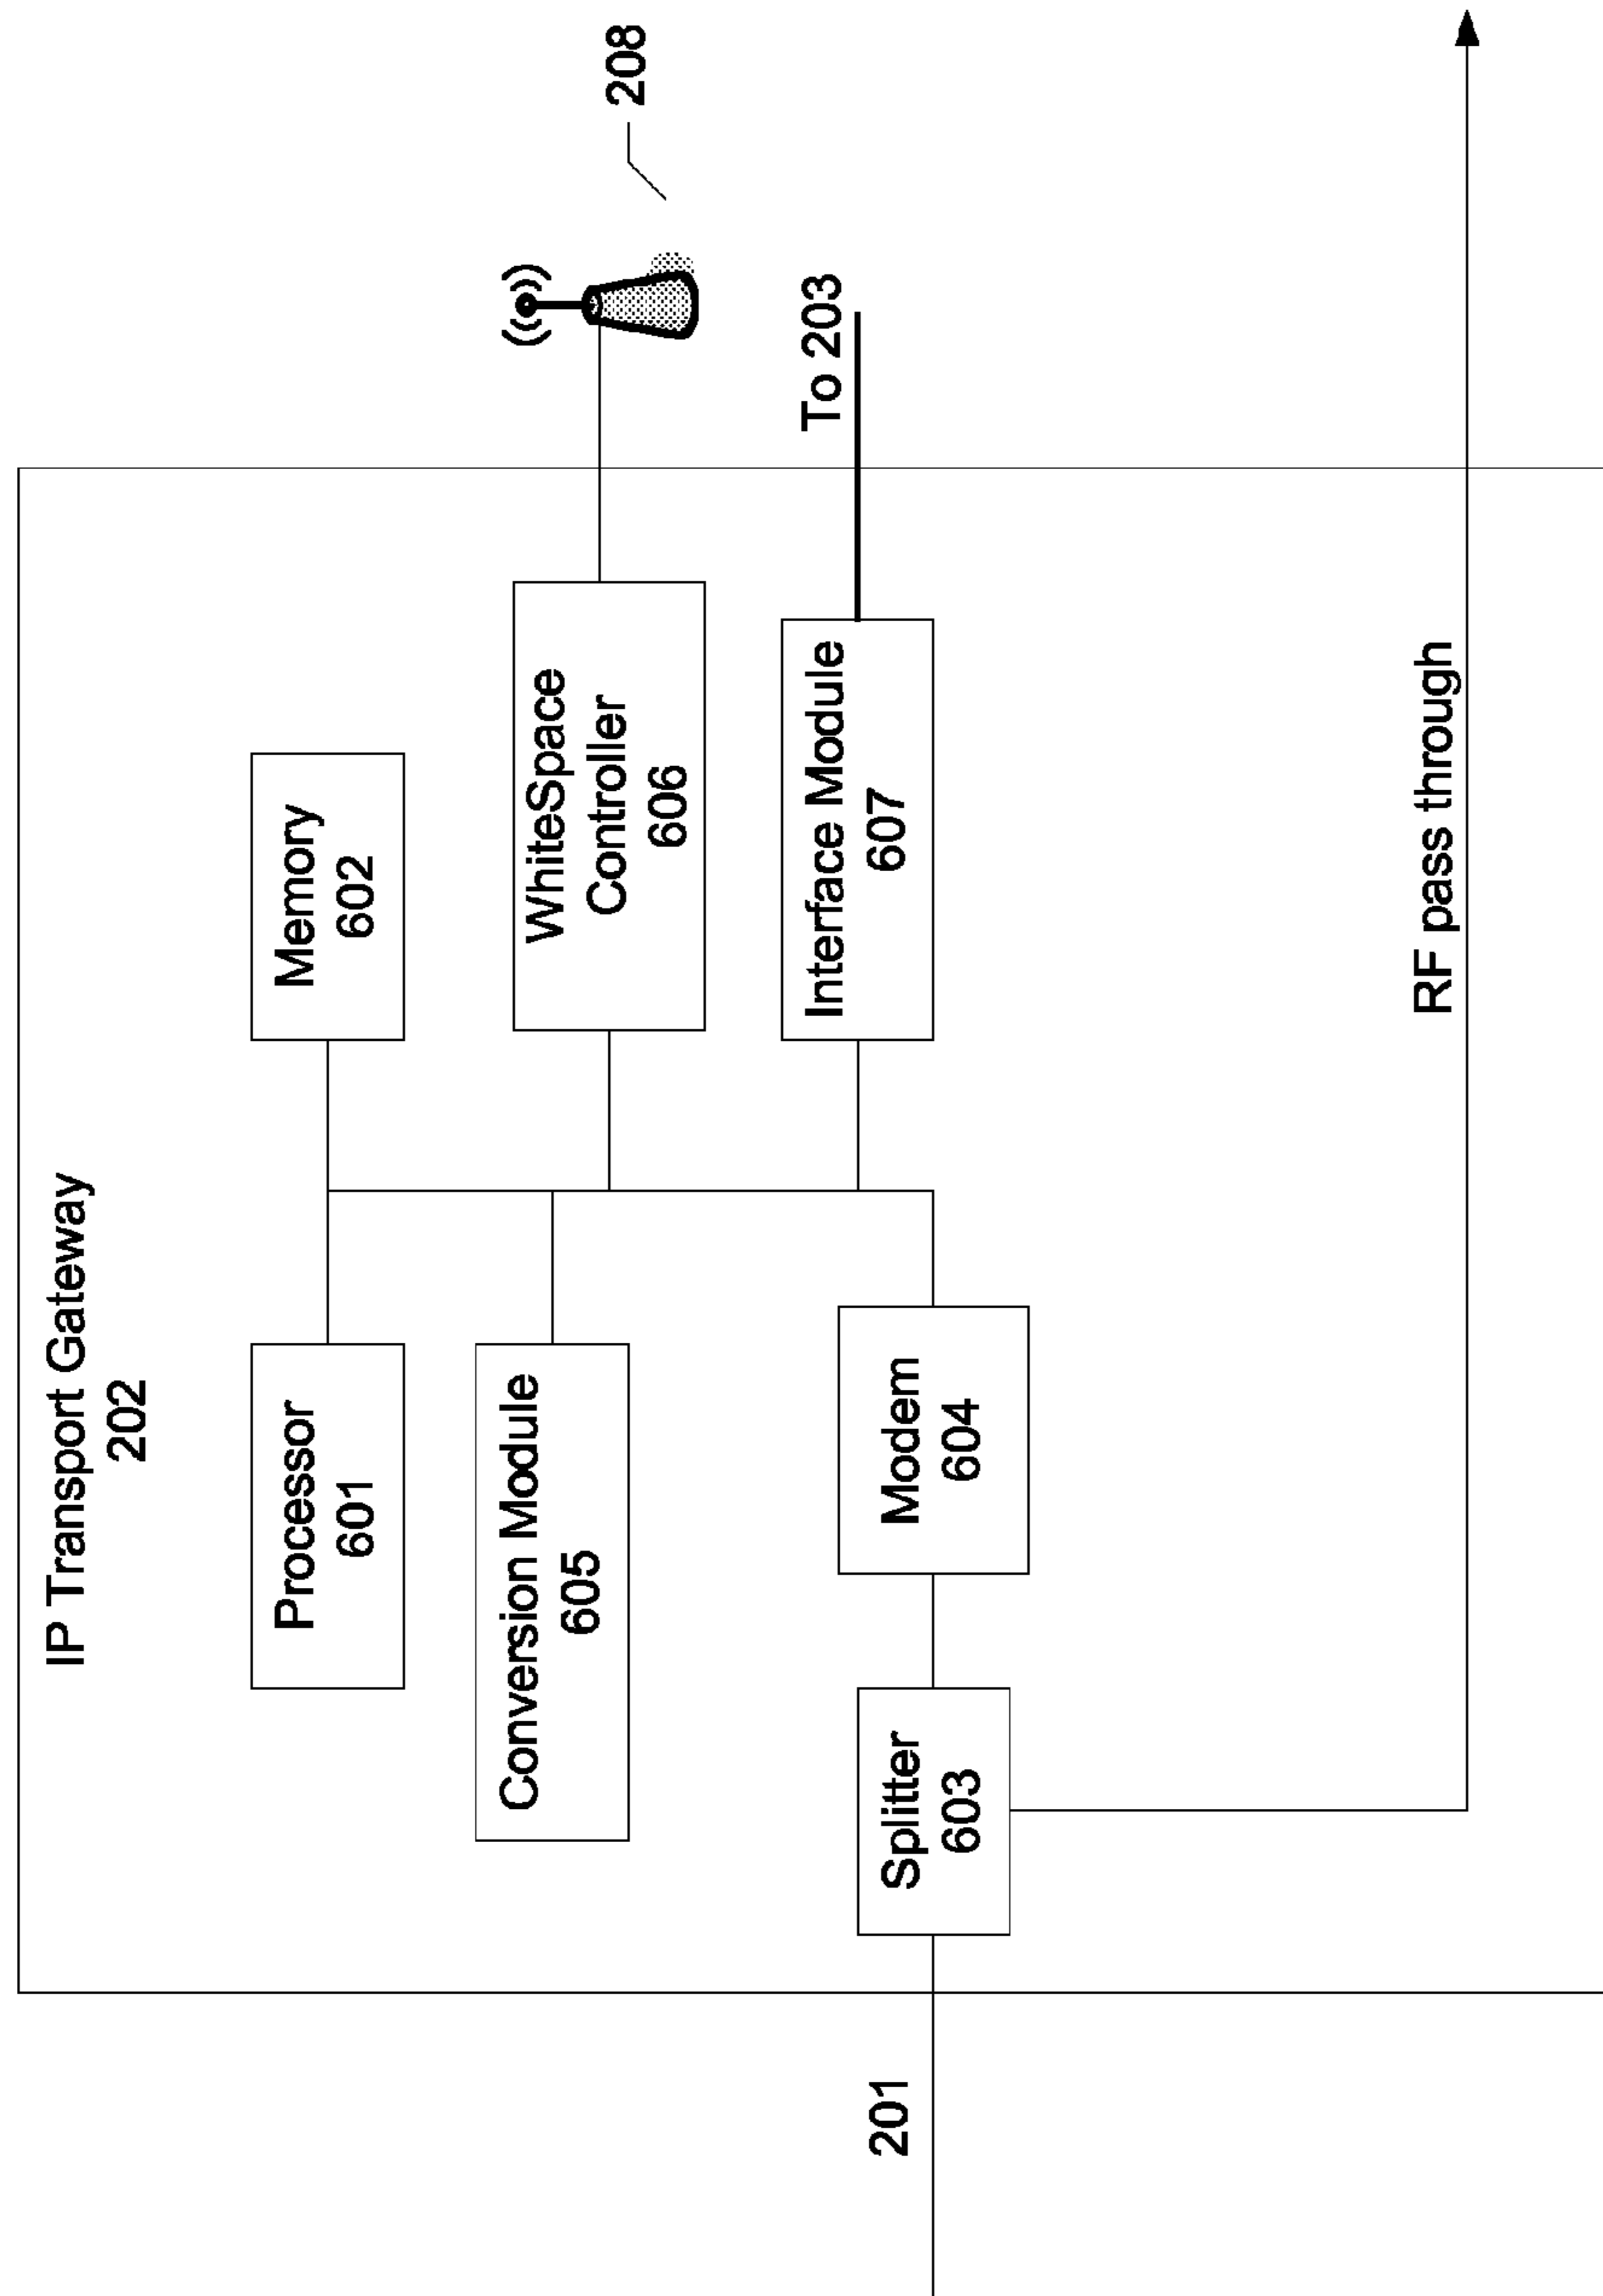 IP Transport Gateway
202
Processor
601
Memory
602
Conversion Module
605
WhiteSpace
Controller
606
208
Interface Module
607
To 203
201
Splitter
603
Modem
604
RF pass through